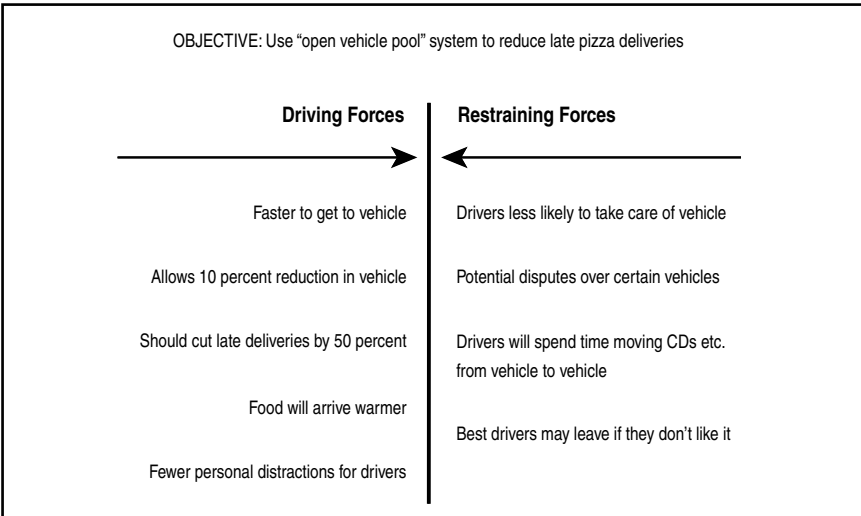 OBJECTIVE: Use “open vehicle pool” system to reduce late pizza deliveries
Driving Forces
Restraining Forces
Faster to get to vehicle
Drivers less likely to take care of vehicle
Allows 10 percent reduction in vehicle
Potential disputes over certain vehicles
Should cut late deliveries by 50 percent
Drivers will spend time moving CDs etc.
from vehicle to vehicle
Food will arrive warmer
Best drivers may leave if they don’t like it
Fewer personal distractions for drivers